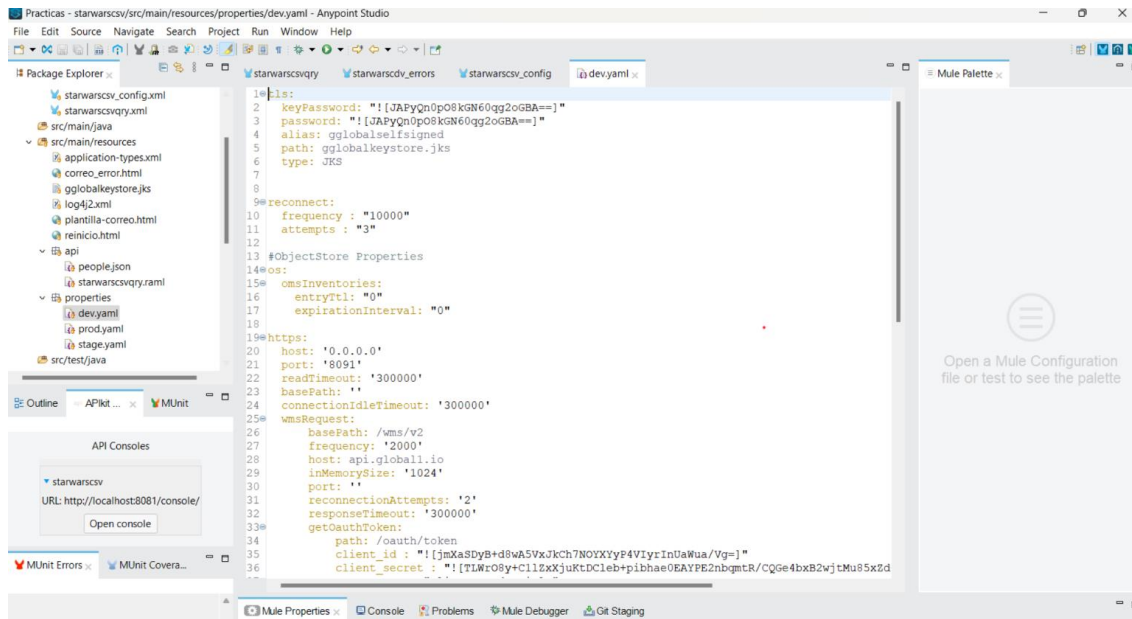 Practicas - starwarscsv/src/main/resources/properties/dev.yaml - Anypoint Studio
File Edit Source Navigate Search Project Run Window Help
Package Explorer
starwarscsv_config.xml
starwarscsvqry.xml
src/main/java
src/main/resources
application-types.xml
correo_error.html
gglobalkeystore.jks
log4j2.xml
plantilla-correo.html
reinicio.html
api
people.json
starwarscsvqry.raml
properties
dev.yaml
prod.yaml
stage.yaml
src/test/java
Outline APIkit ... MUnit
API Consoles
starwarscsv
URL: http://localhost:8081/console/
Open console
MUnit Errors MUnit Covera...
starwarscsvqry starwarscdv_errors starwarscsv_config dev.yaml
1 tls:
2 keyPassword: "![JAPyQn0pO8kGN60qg2oGBA==]"
3 password: "![JAPyQn0pO8kGN60qg2oGBA==]"
4 alias: gglobalselfsigned
5 path: gglobalkeystore.jks
6 type: JKS
7
8
9 reconnect:
10 frequency : "10000"
11 attempts : "3"
12
13 #ObjectStore Properties
14 os:
15 omsInventories:
16 entryTtl: "0"
17 expirationInterval: "0"
18
19 https:
20 host: '0.0.0.0'
21 port: '8091'
22 readTimeout: '300000'
23 basePath: ''
24 connectionIdleTimeout: '300000'
25 wmsRequest:
26 basePath: /wms/v2
27 frequency: '2000'
28 host: api.global1.io
29 inMemorySize: '1024'
30 port: ''
31 reconnectionAttempts: '2'
32 responseTimeout: '300000'
33 getOauthToken:
34 path: /oauth/token
35 client_id : "![jmXaSDyB+d8wA5VxJkCh7NOYXYyP4VIyrInUaWua/Vg=]"
36 client_secret : "![TLWrO8y+C1lZxXjuKtDCleb+pibhae0EAYPE2nbqmtR/CQGe4bxB2wjtMu85xZd
Mule Palette
Open a Mule Configuration
file or test to see the palette
Mule Properties Console Problems Mule Debugger Git Staging